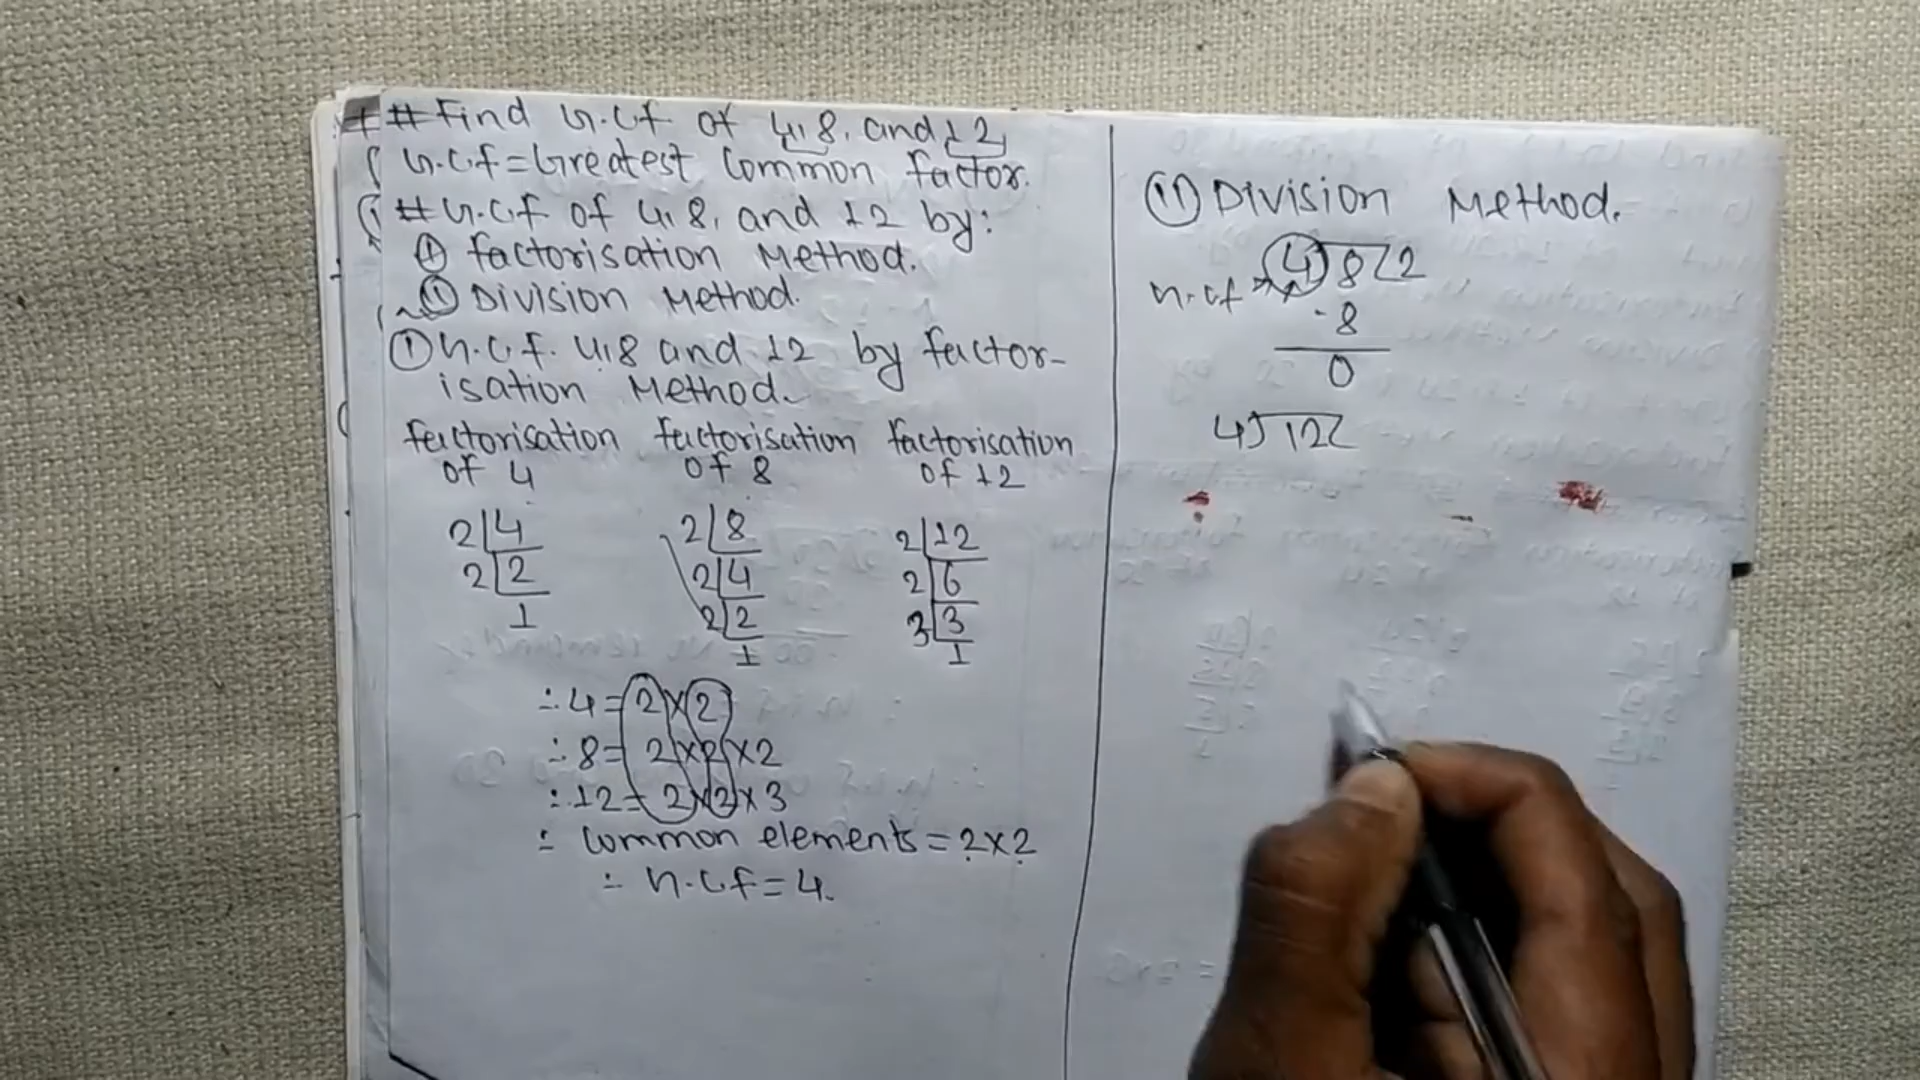 # Find G.C.f of 4, 8, and 12
G.C.f = Greatest Common factor.
# G.C.f of 4, 8, and 12 by:
① factorisation Method.
② Division Method.
① G.C.f. 4, 8 and 12 by factor-
isation Method.
factorisation factorisation factorisation
of 4 of 8 of 12
2|4 2|8 2|12
2|2 2|4 2|6
1 2|2 3|3
1 1
∴ 4 = 2×2
∴ 8 = 2×2×2
∴ 12 = 2×2×3
∴ Common elements = 2×2
∴ G.C.f = 4.
(11) Division Method.
4)8(2
G.C.f
-8
0
4)12(